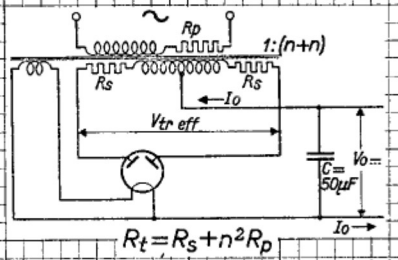 ~
Rp
1:(n+n)
Rs
Rs
Io
Vtr eff
C=
50µF
Vo=
Io
Rt=Rs+n²Rp